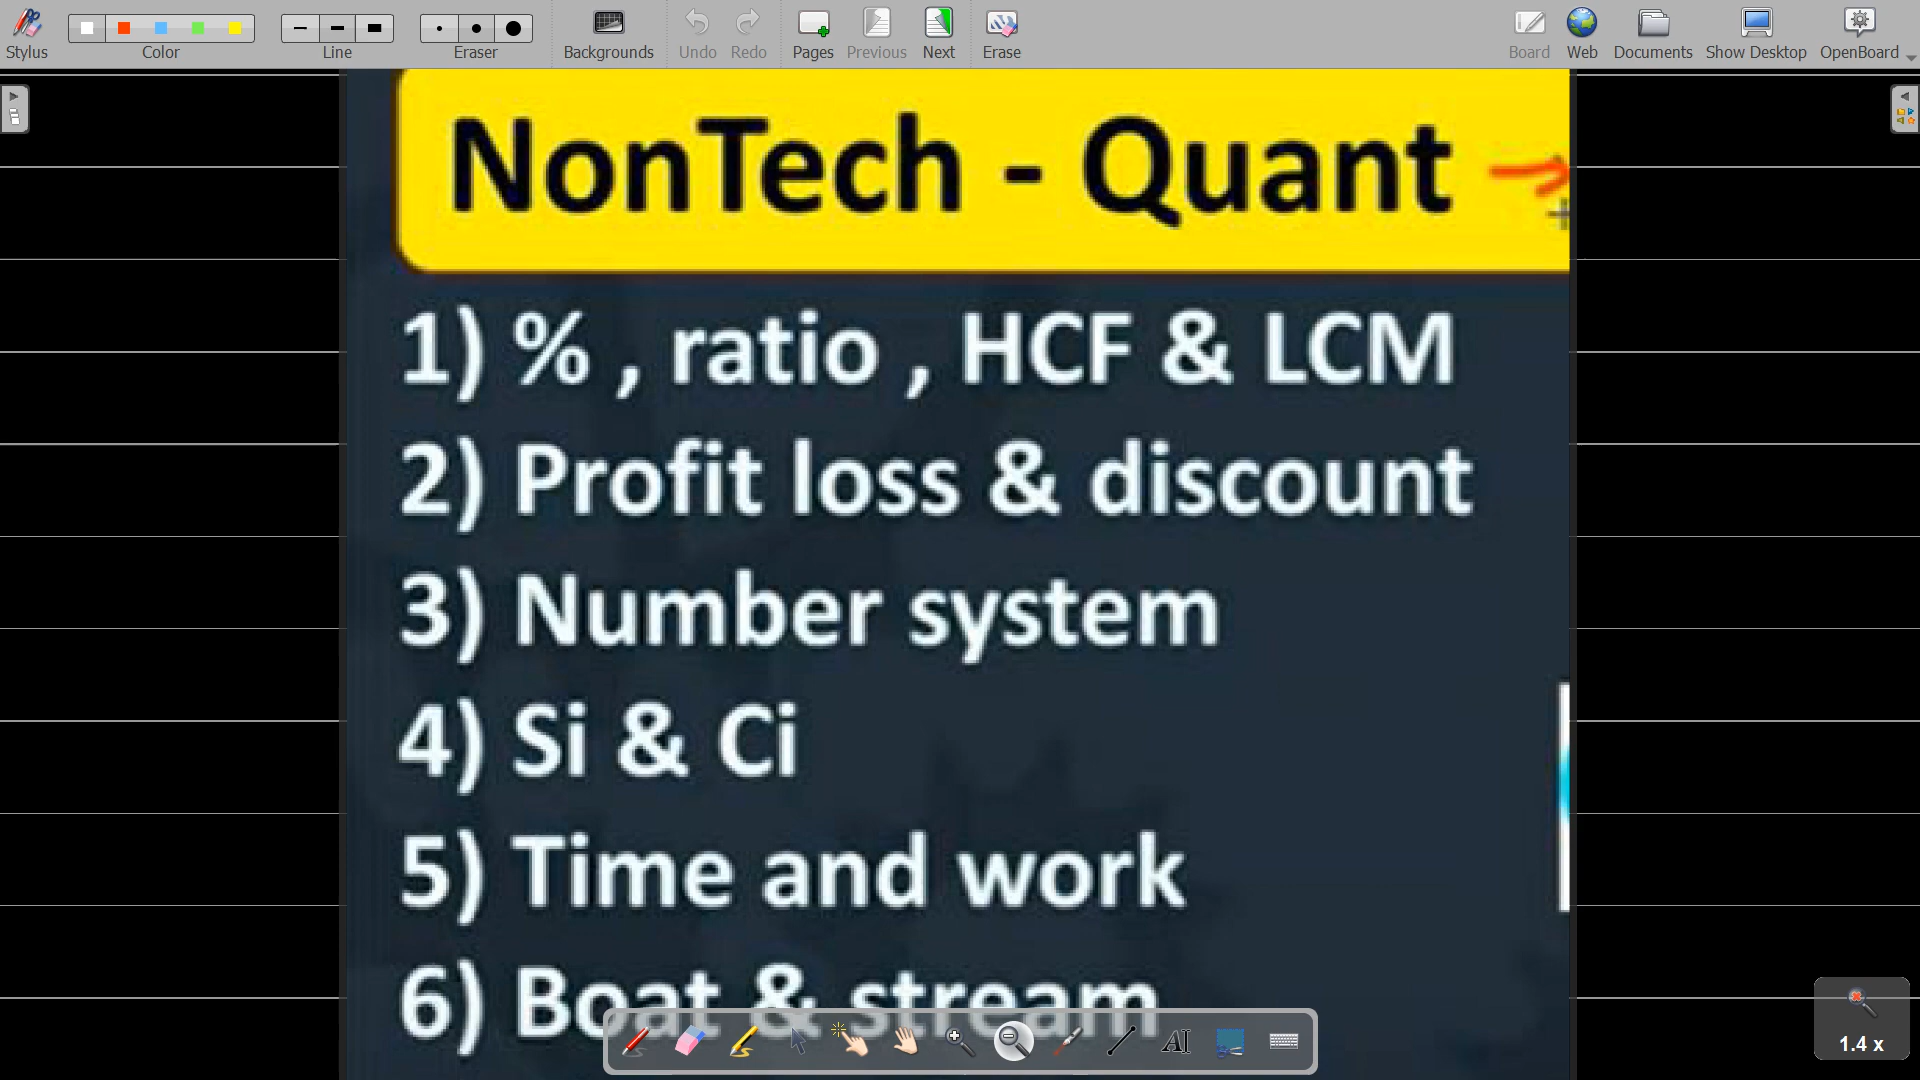 Stylus Color Line Eraser Backgrounds Undo Redo Pages Previous Next Erase Board Web Documents Show Desktop OpenBoard
NonTech - Quant
1) % , ratio , HCF & LCM
2) Profit loss & discount
3) Number system
4) Si & Ci
5) Time and work
6) Boat & stream
AI
1.4 x